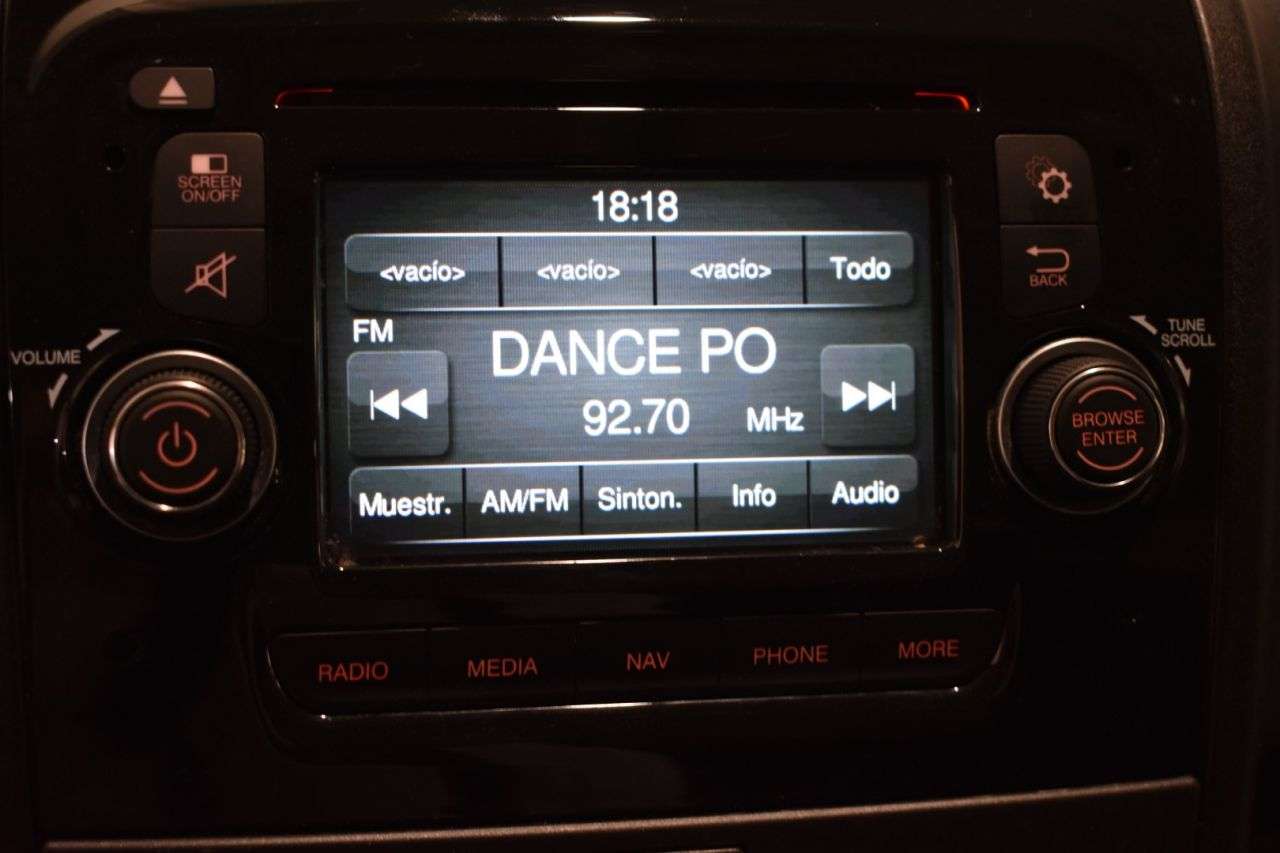 SCREEN
ON/OFF
18:18
<vacío> <vacío> <vacío> Todo
BACK
VOLUME
TUNE
SCROLL
FM
DANCE PO
92.70 MHz
BROWSE
ENTER
Muestr. AM/FM Sinton. Info Audio
RADIO MEDIA NAV PHONE MORE